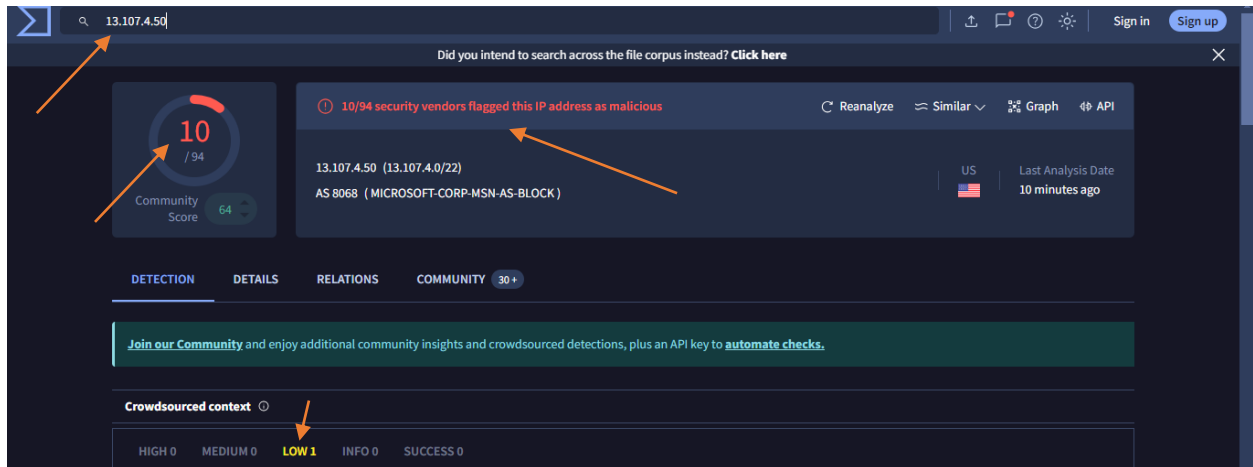 13.107.4.50
Sign in
Sign up
Did you intend to search across the file corpus instead? Click here
10
/ 94
Community
Score
64
10/94 security vendors flagged this IP address as malicious
Reanalyze
Similar
Graph
API
13.107.4.50 (13.107.4.0/22)
AS 8068 ( MICROSOFT-CORP-MSN-AS-BLOCK )
US
Last Analysis Date
10 minutes ago
DETECTION
DETAILS
RELATIONS
COMMUNITY 30+
Join our Community and enjoy additional community insights and crowdsourced detections, plus an API key to automate checks.
Crowdsourced context
HIGH 0
MEDIUM 0
LOW 1
INFO 0
SUCCESS 0